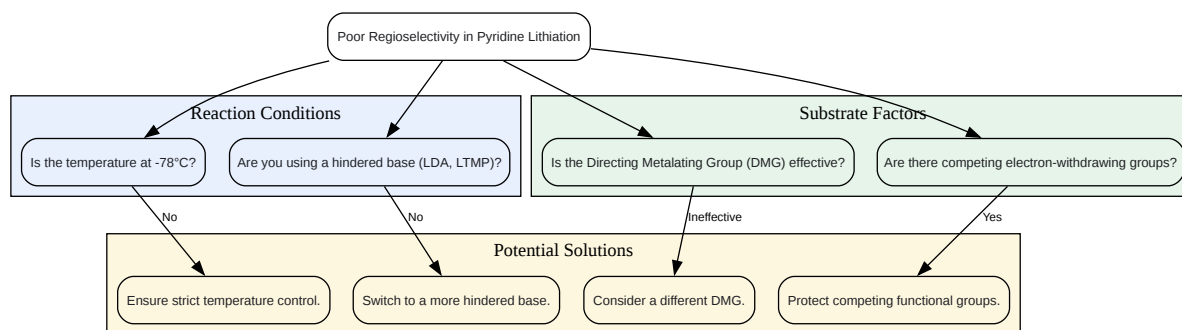 Poor Regioselectivity in Pyridine Lithiation
Reaction Conditions
Substrate Factors
Is the temperature at -78°C?
Are you using a hindered base (LDA, LTMP)?
Is the Directing Metalating Group (DMG) effective?
Are there competing electron-withdrawing groups?
No
No
Ineffective
Yes
Potential Solutions
Ensure strict temperature control.
Switch to a more hindered base.
Consider a different DMG.
Protect competing functional groups.